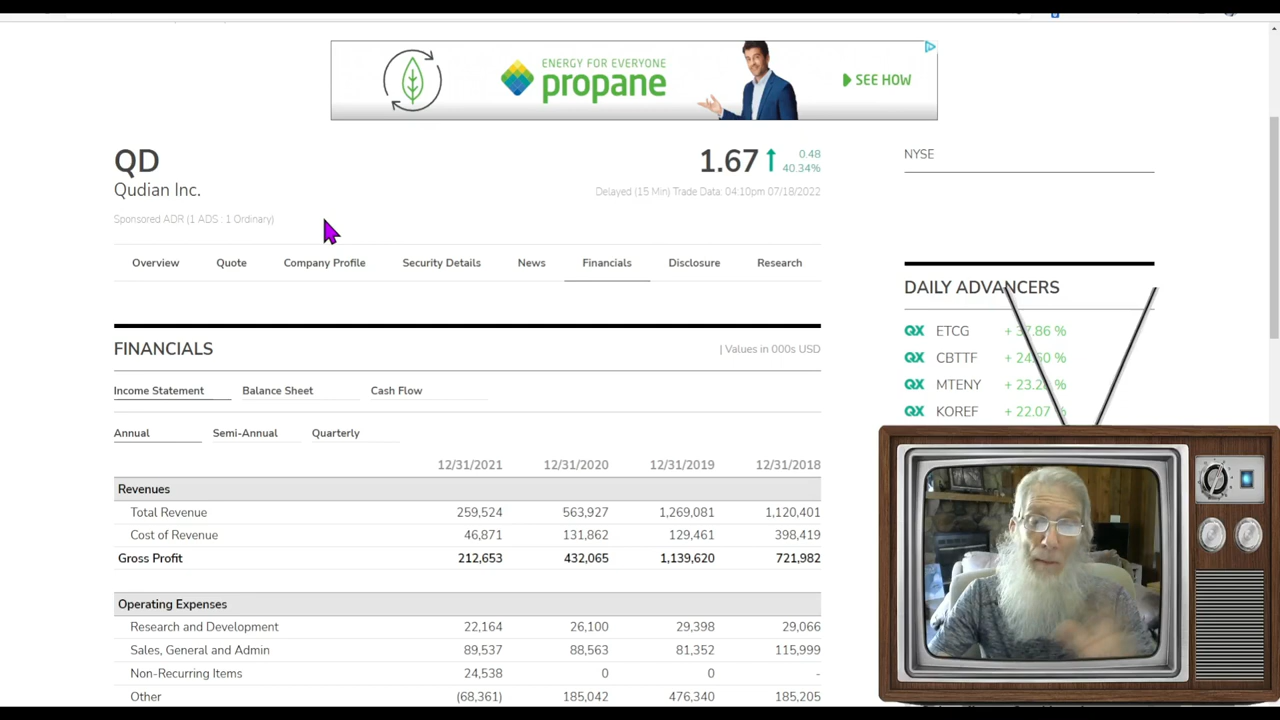 ENERGY FOR EVERYONE
propane
SEE HOW
QD
1.67
0.48
40.34%
Qudian Inc.
Delayed (15 Min) Trade Data: 04:10pm 07/18/2022
Sponsored ADR (1 ADS : 1 Ordinary)
NYSE
Overview Quote Company Profile Security Details News Financials Disclosure Research
FINANCIALS
| Values in 000s USD
Income Statement Balance Sheet Cash Flow
Annual Semi-Annual Quarterly
12/31/2021 12/31/2020 12/31/2019 12/31/2018
Revenues
Total Revenue 259,524 563,927 1,269,081 1,120,401
Cost of Revenue 46,871 131,862 129,461 398,419
Gross Profit 212,653 432,065 1,139,620 721,982
Operating Expenses
Research and Development 22,164 26,100 29,398 29,066
Sales, General and Admin 89,537 88,563 81,352 115,999
Non-Recurring Items 24,538 0 0 -
Other (68,361) 185,042 476,340 185,205
DAILY ADVANCERS
QX ETCG +
QX CBTTF +
QX MTENY +
QX KOREF + 22.07 %